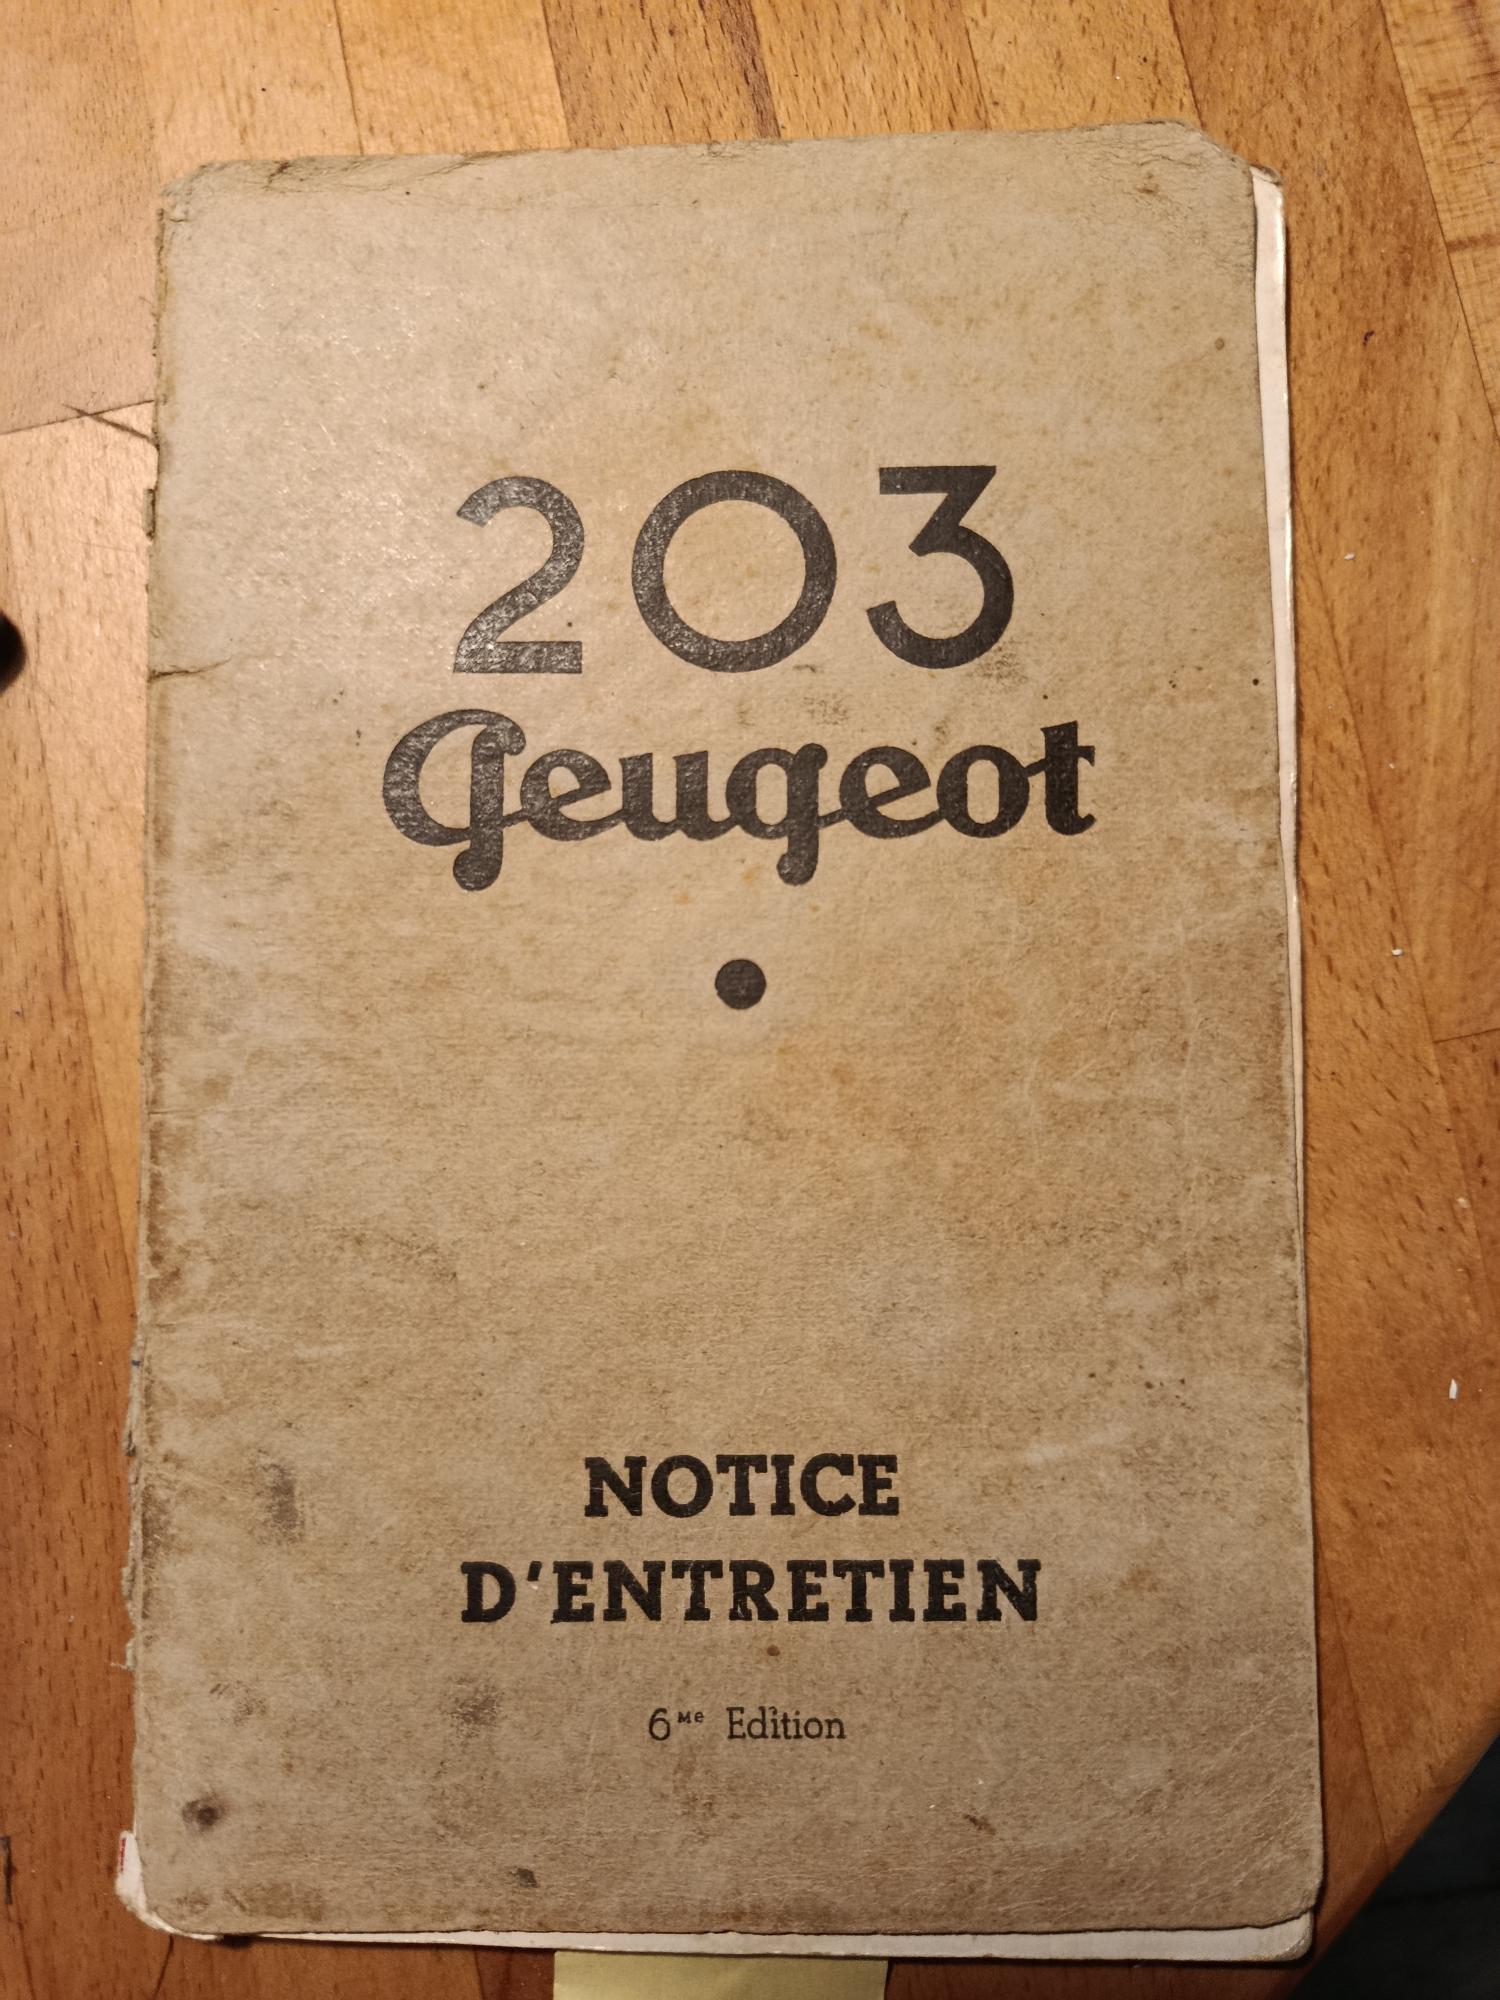 203
Peugeot
NOTICE
D'ENTRETIEN
6Me Edition